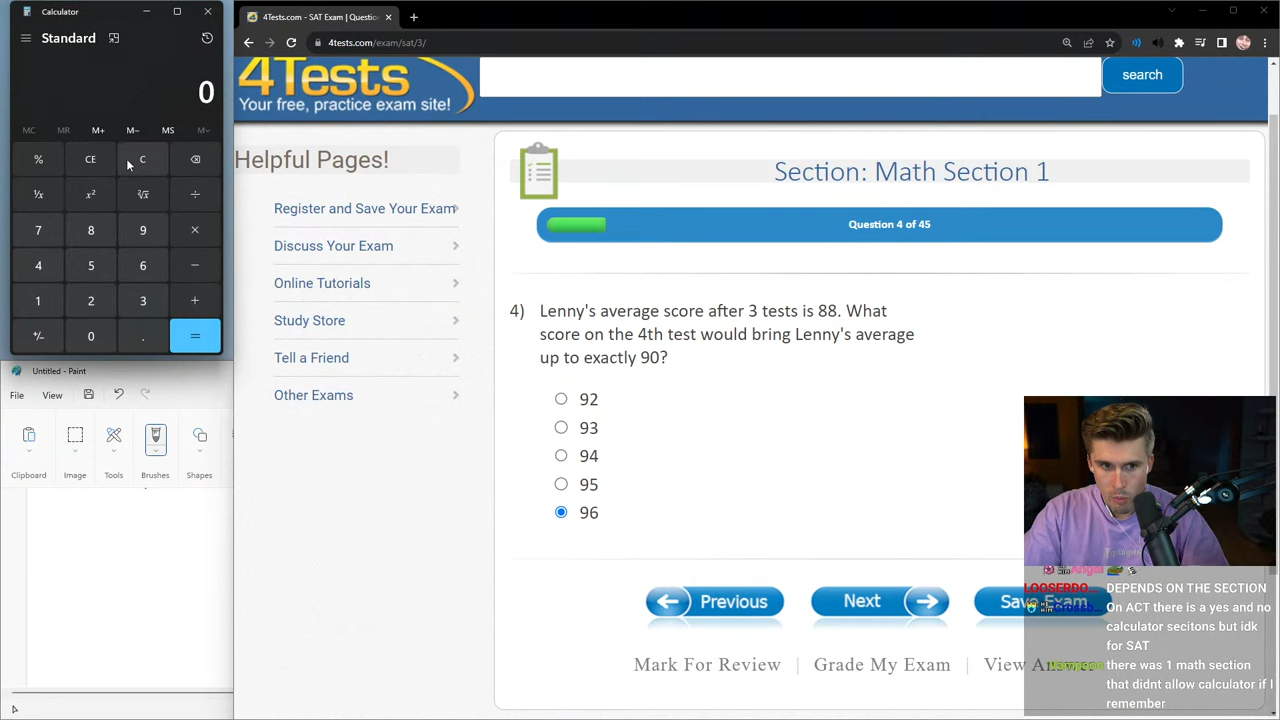 Calculator
4Tests.com - SAT Exam | Question
Standard
4tests.com/exam/sat/3/
4Tests
Your free, practice exam site!
search
0
MC MR M+ M− MS M˅
% CE C
⅟x x² ²√x ÷
7 8 9 ×
4 5 6 −
1 2 3 +
+/− 0 . =
Untitled - Paint
File View
Clipboard Image Tools Brushes Shapes
Helpful Pages!
Register and Save Your Exam
Discuss Your Exam
Online Tutorials
Study Store
Tell a Friend
Other Exams
Section: Math Section 1
Question 4 of 45
4) Lenny's average score after 3 tests is 88. What
score on the 4th test would bring Lenny's average
up to exactly 90?
92
93
94
95
96
Previous Next Save Exam
Mark For Review | Grade My Exam | View Answer
LOOSERDO... DEPENDS ON THE SECTION
On ACT there is a yes and no
calculator secitons but idk
for SAT
there was 1 math section
that didnt allow calculator if I
remember